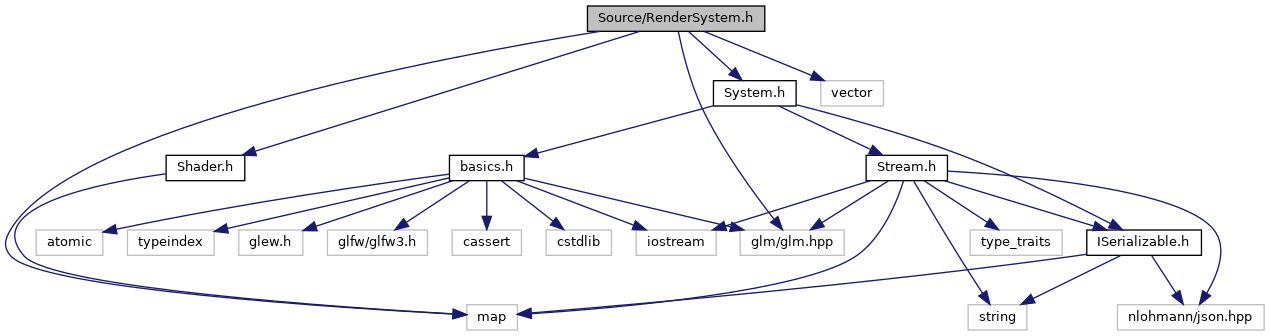 Source/RenderSystem.h
System.h
vector
Shader.h
basics.h
Stream.h
atomic
typeindex
glew.h
glfw/glfw3.h
cassert
cstdlib
iostream
glm/glm.hpp
type_traits
ISerializable.h
map
string
nlohmann/json.hpp